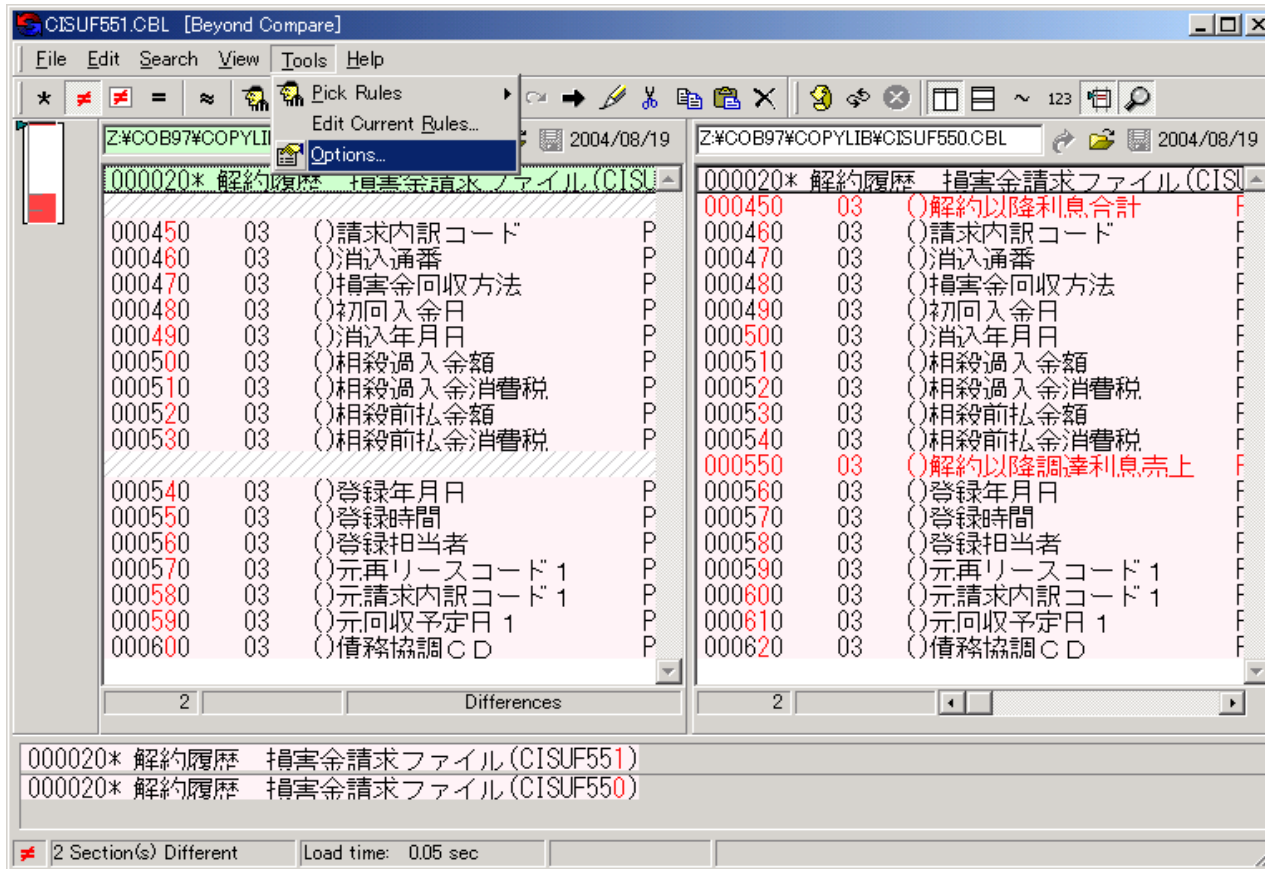 CISUF551.CBL [Beyond Compare]
File Edit Search View Tools Help
Pick Rules
Edit Current Rules...
Options...
123
Z:¥COB97¥COPYLI
2004/08/19
Z:¥COB97¥COPYLIB¥CISUF550.CBL
2004/08/19
000020* 解約履歴 損害金請求ファイル(CISU
000450 03 ()請求内訳コード P
000460 03 ()消込通番 P
000470 03 ()損害金回収方法 P
000480 03 ()初回入金日 P
000490 03 ()消込年月日 P
000500 03 ()相殺過入金額 P
000510 03 ()相殺過入金消費税 P
000520 03 ()相殺前払金額 P
000530 03 ()相殺前払金消費税 P
000540 03 ()登録年月日 P
000550 03 ()登録時間 P
000560 03 ()登録担当者 P
000570 03 ()元再リースコード1 P
000580 03 ()元請求内訳コード1 P
000590 03 ()元回収予定日1 P
000600 03 ()債務協調CD P
000020* 解約履歴 損害金請求ファイル(CISU
000450 03 ()解約以降利息合計
000460 03 ()請求内訳コード
000470 03 ()消込通番
000480 03 ()損害金回収方法
000490 03 ()初回入金日
000500 03 ()消込年月日
000510 03 ()相殺過入金額
000520 03 ()相殺過入金消費税
000530 03 ()相殺前払金額
000540 03 ()相殺前払金消費税
000550 03 ()解約以降調達利息売上
000560 03 ()登録年月日
000570 03 ()登録時間
000580 03 ()登録担当者
000590 03 ()元再リースコード1
000600 03 ()元請求内訳コード1
000610 03 ()元回収予定日1
000620 03 ()債務協調CD
2 Differences
2
000020* 解約履歴 損害金請求ファイル(CISUF551)
000020* 解約履歴 損害金請求ファイル(CISUF550)
2 Section(s) Different Load time: 0.05 sec